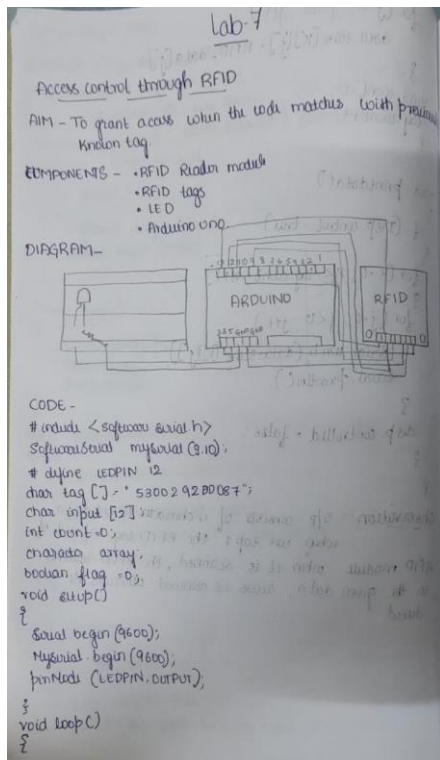 Lab-7
Access control through RFID
AIM - To grant access when the code matches with previous
Known tag.
COMPONENTS - • RFID Reader module
• RFID tags
• LED
• Arduino uno
DIAGRAM -
ARDUINO
RFID
CODE -
# include <software serial.h>
SoftwareSerial myserial (9.10);
# define LEDPIN 12
char tag [] = "5300292BD087";
char input [12];
int count = 0;
array;
boolean flag = 0;
void setup()
{
Serial begin (9600);
Myserial. begin (9600);
pinMode (LEDPIN, OUTPUT);
}
void loop()
{